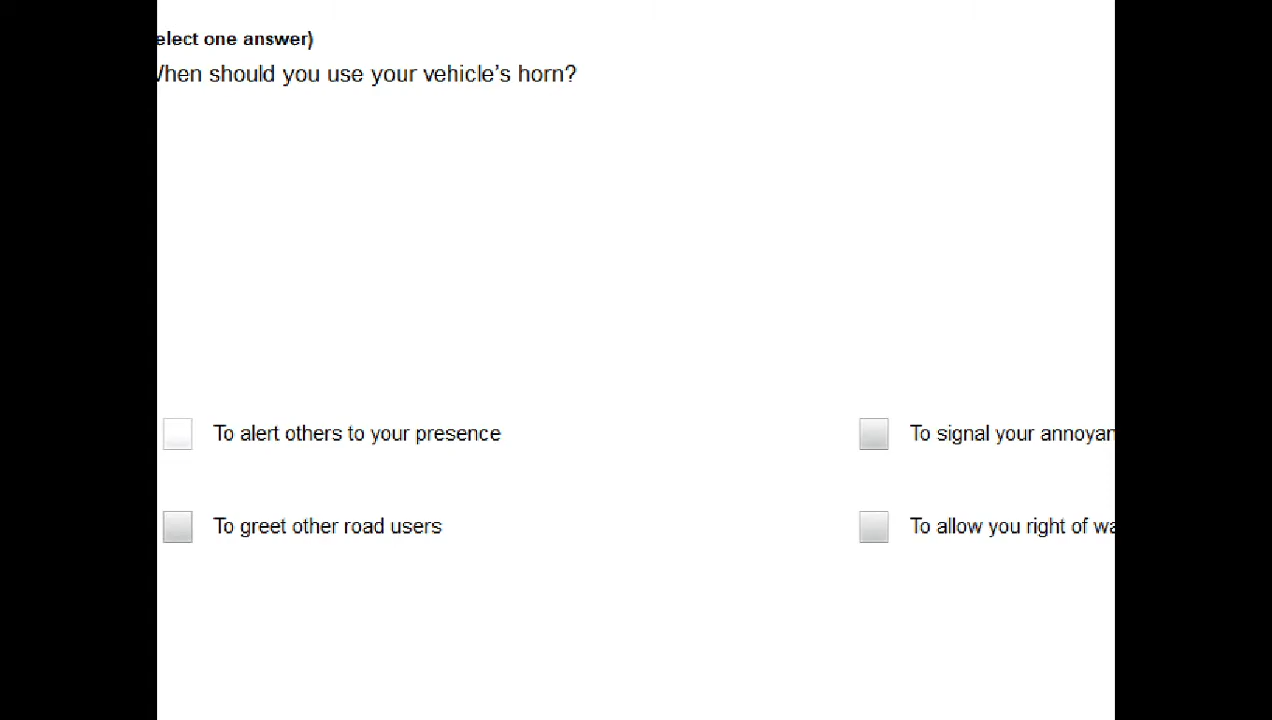 elect one answer)
When should you use your vehicle's horn?
To alert others to your presence
To signal your annoyan
To greet other road users
To allow you right of wa